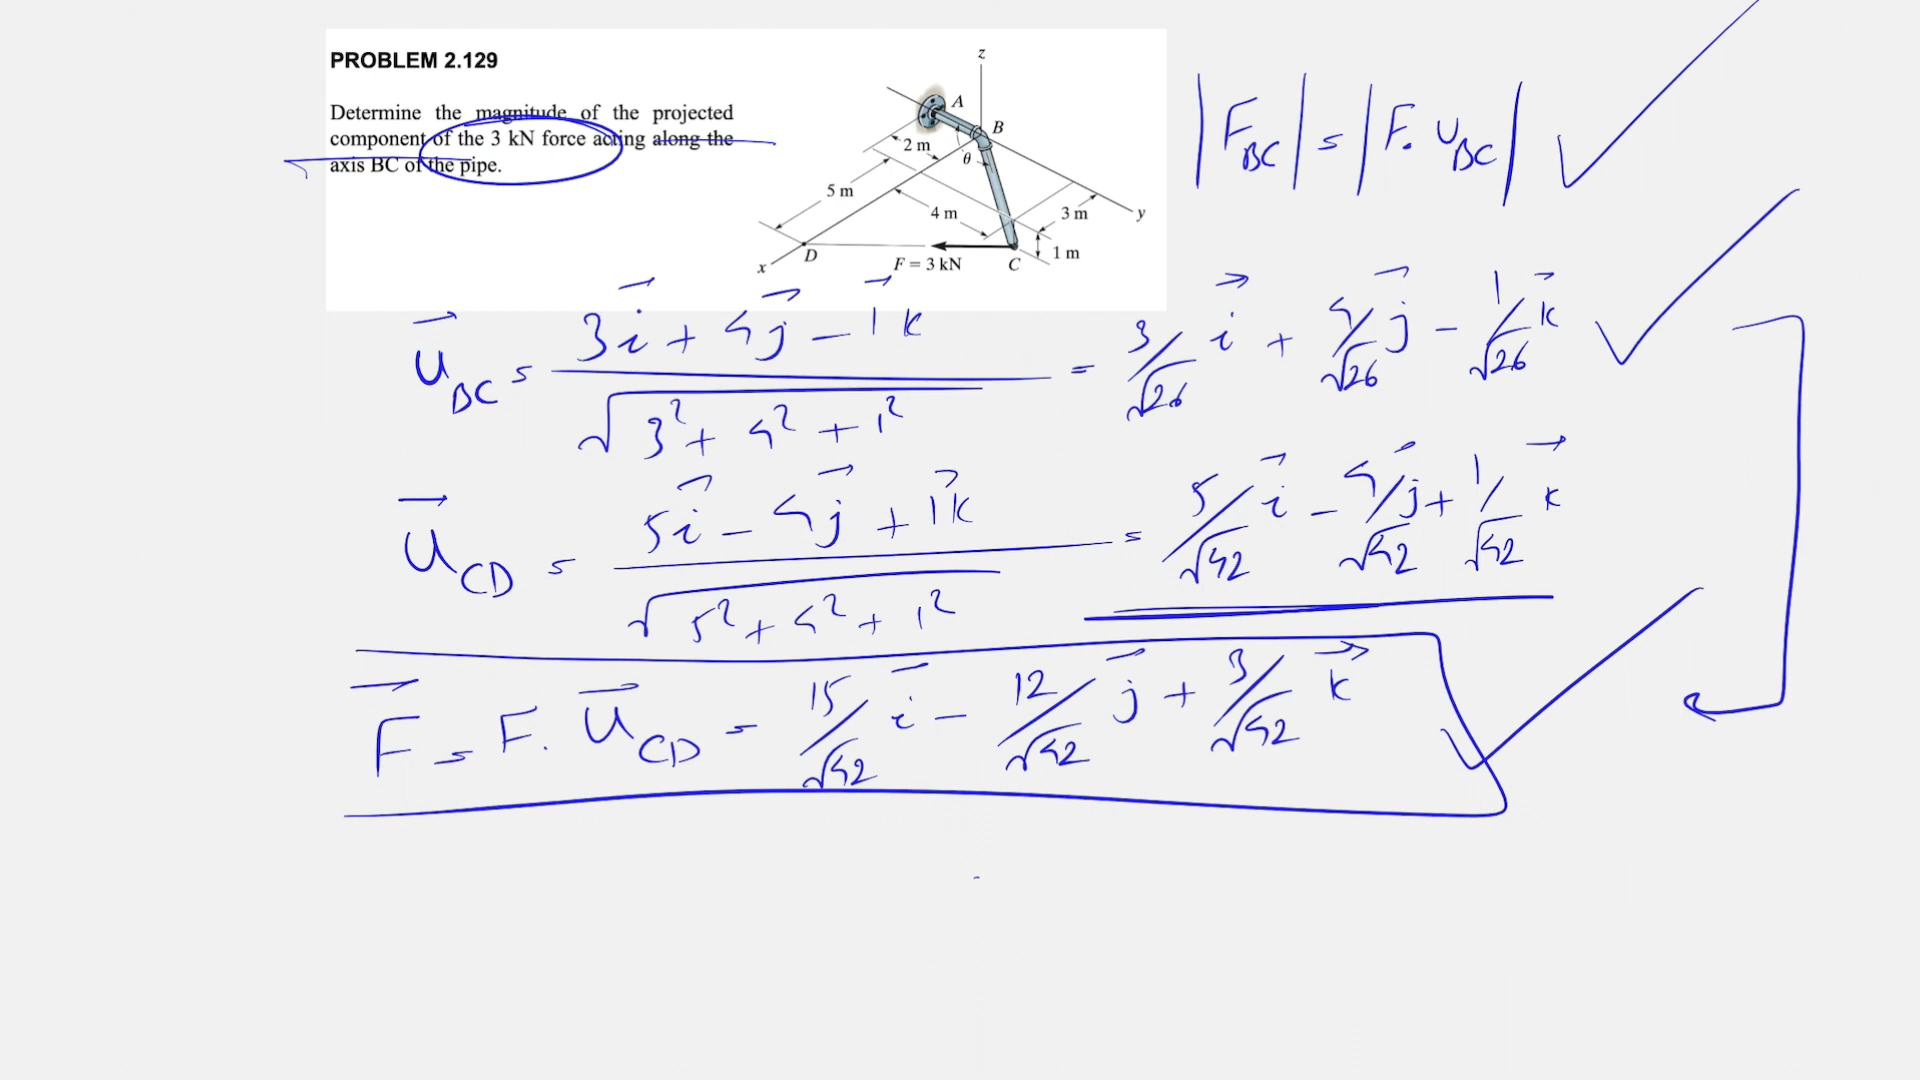 PROBLEM 2.129
Determine the magnitude of the projected
component of the 3 kN force acting along the
axis BC of the pipe.
z
A
B
2 m
θ
5 m
4 m
3 m
y
D
x
F = 3 kN
C
1 m
|F_BC| = |F. u_BC|
u_BC = (3i + 4j - 1k) / √(3² + 4² + 1²) = 3/√26 i + 4/√26 j - 1/√26 k
u_CD = (5i - 4j + 1k) / √(5² + 4² + 1²) = 5/√42 i - 4/√42 j + 1/√42 k
F = F. u_CD = 15/√42 i - 12/√42 j + 3/√42 k